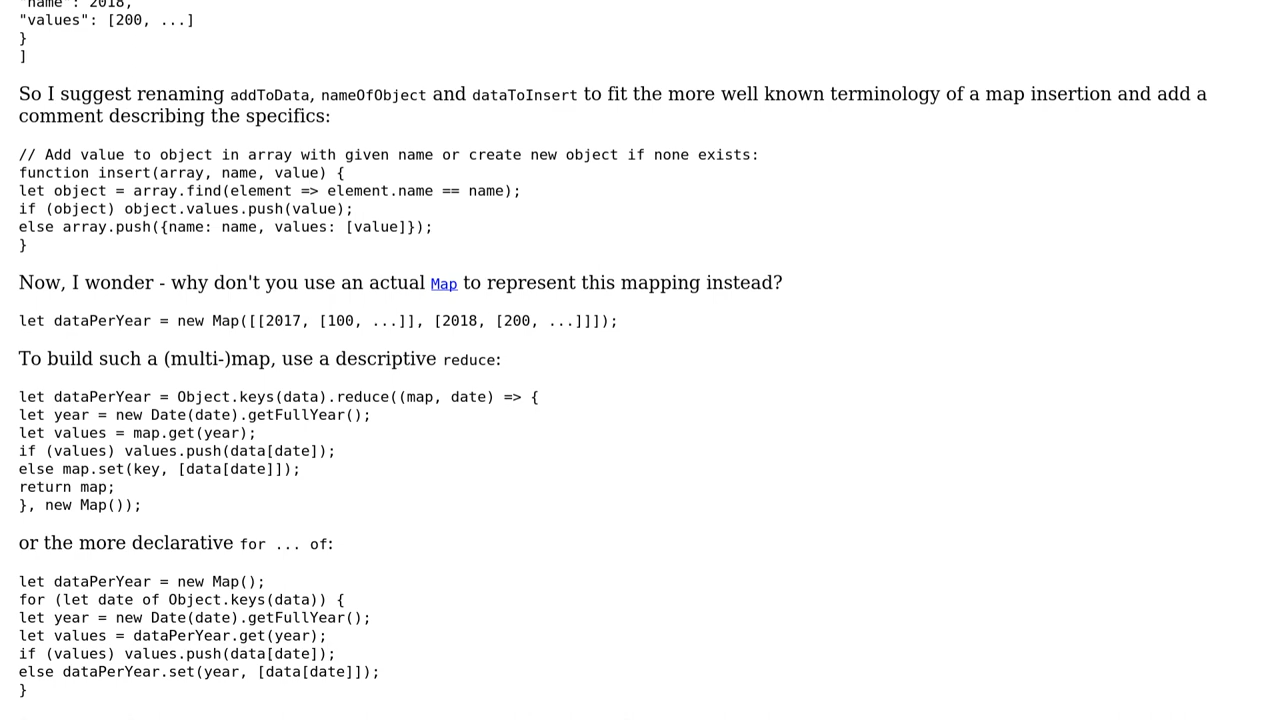 "name": 2018,
"values": [200, ...]
}
]
So I suggest renaming addToData, nameOfObject and dataToInsert to fit the more well known terminology of a map insertion and add a
comment describing the specifics:
// Add value to object in array with given name or create new object if none exists:
function insert(array, name, value) {
let object = array.find(element => element.name == name);
if (object) object.values.push(value);
else array.push({name: name, values: [value]});
}
Now, I wonder - why don't you use an actual Map to represent this mapping instead?
let dataPerYear = new Map([[2017, [100, ...]], [2018, [200, ...]]]);
To build such a (multi-)map, use a descriptive reduce:
let dataPerYear = Object.keys(data).reduce((map, date) => {
let year = new Date(date).getFullYear();
let values = map.get(year);
if (values) values.push(data[date]);
else map.set(key, [data[date]]);
return map;
}, new Map());
or the more declarative for ... of:
let dataPerYear = new Map();
for (let date of Object.keys(data)) {
let year = new Date(date).getFullYear();
let values = dataPerYear.get(year);
if (values) values.push(data[date]);
else dataPerYear.set(year, [data[date]]);
}